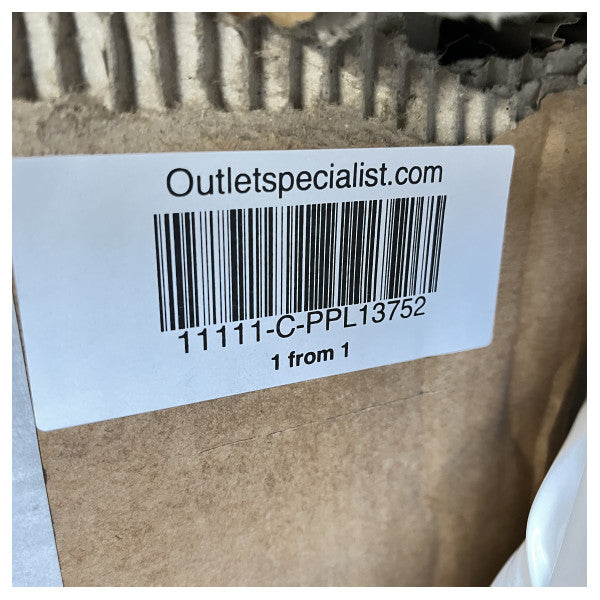 Outletspecialist.com
11111-C-PPL13752
1 from 1